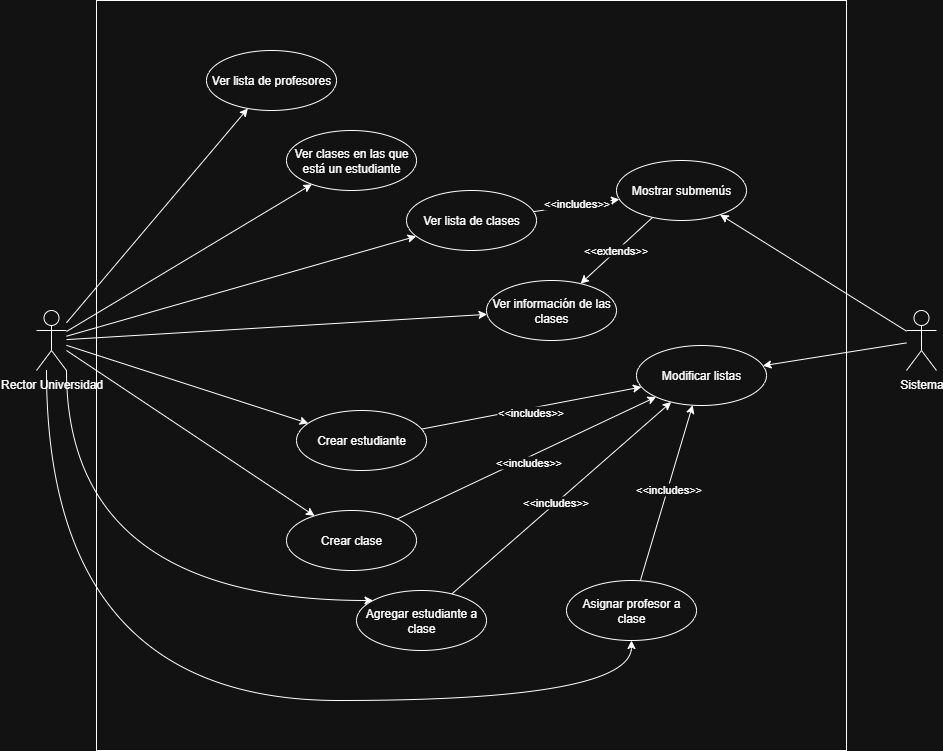 Ver lista de profesores
Ver clases en las que
está un estudiante
Mostrar submenús
<<includes>>
Ver lista de clases
<<extends>>
Ver información de las
clases
Rector Universidad
Sistema
Modificar listas
<<includes>>
Crear estudiante
<<includes>>
<<includes>>
<<includes>>
Crear clase
Agregar estudiante a
clase
Asignar profesor a
clase